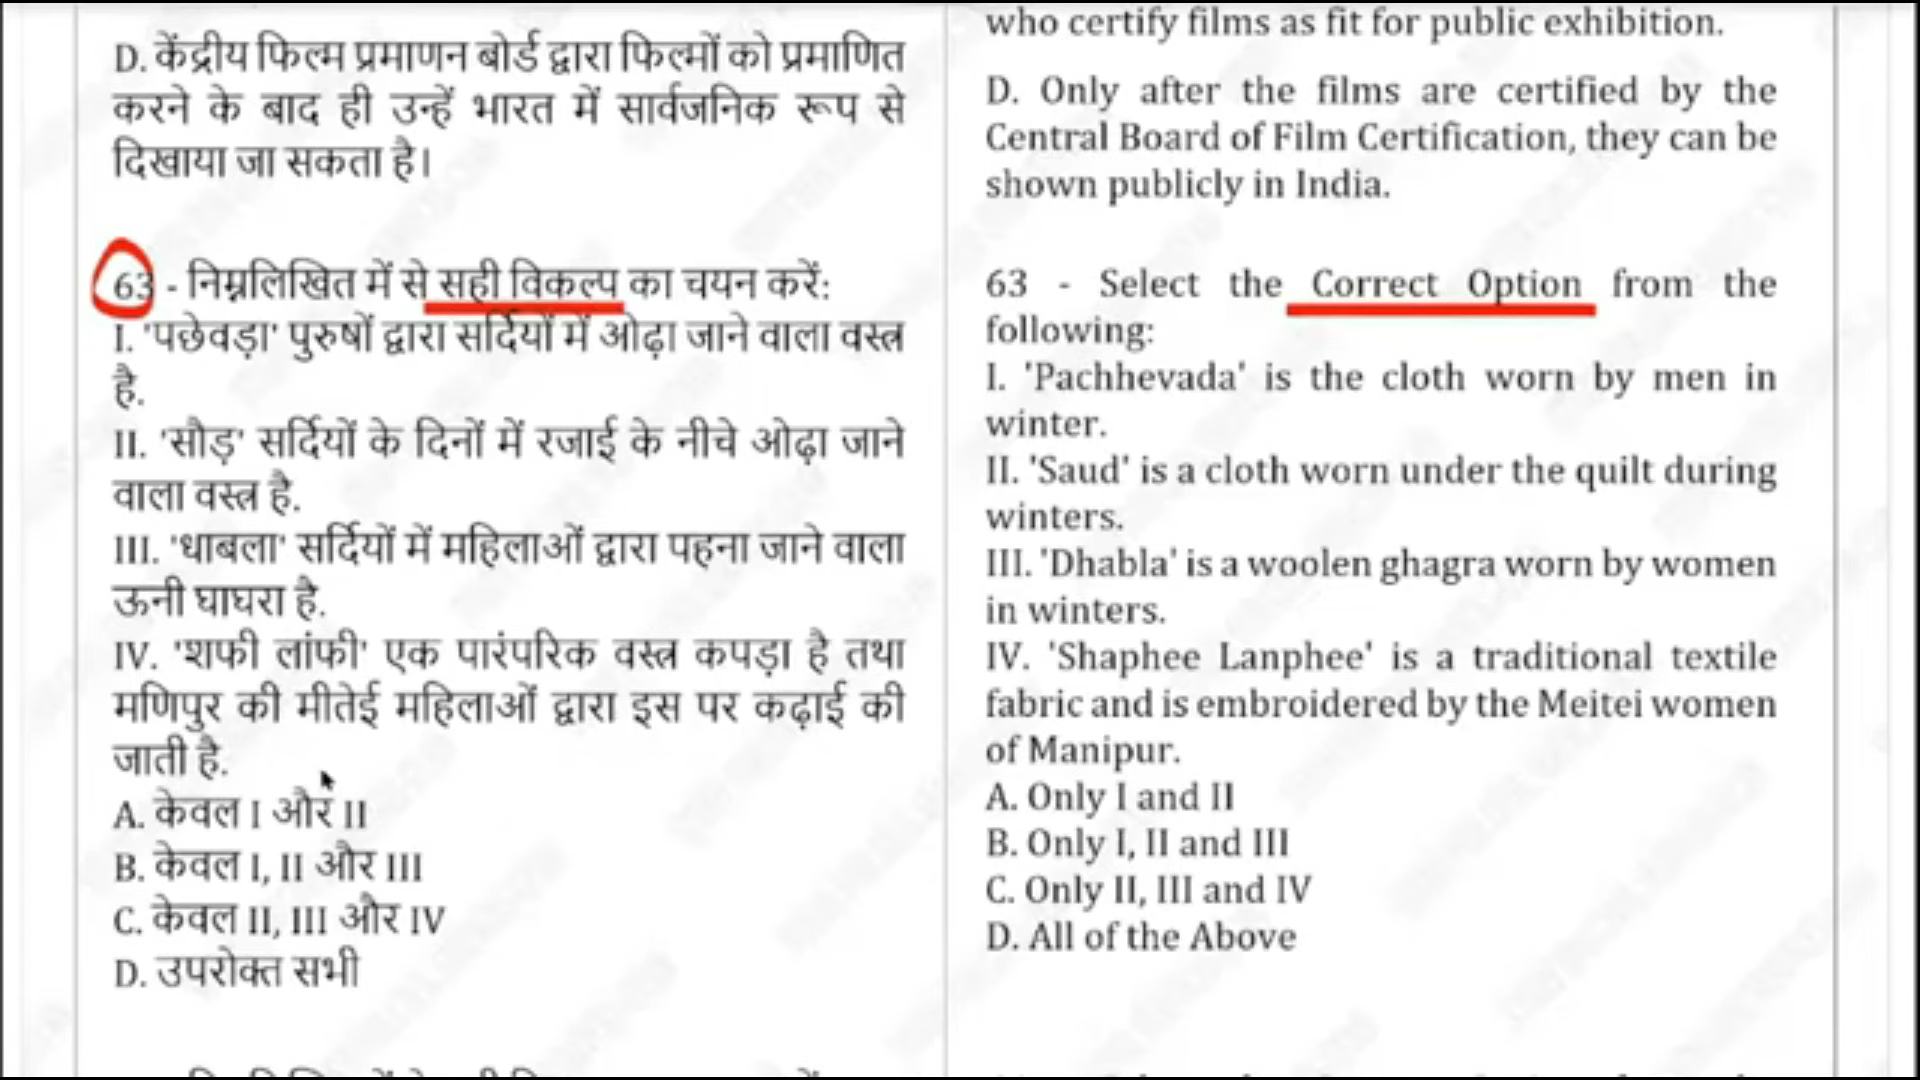 D. केंद्रीय फिल्म प्रमाणन बोर्ड द्वारा फिल्मों को प्रमाणित
करने के बाद ही उन्हें भारत में सार्वजनिक रूप से
दिखाया जा सकता है।
63 - निम्नलिखित में से सही विकल्प का चयन करें:
I. 'पछेवड़ा' पुरुषों द्वारा सर्दियों में ओढ़ा जाने वाला वस्त्र
है.
II. 'सौड़' सर्दियों के दिनों में रजाई के नीचे ओढ़ा जाने
वाला वस्त्र है.
III. 'धाबला' सर्दियों में महिलाओं द्वारा पहना जाने वाला
ऊनी घाघरा है.
IV. 'शफी लांफी' एक पारंपरिक वस्त्र कपड़ा है तथा
मणिपुर की मीतेई महिलाओं द्वारा इस पर कढ़ाई की
जाती है.
A. केवल I और II
B. केवल I, II और III
C. केवल II, III और IV
D. उपरोक्त सभी
who certify films as fit for public exhibition.
D. Only after the films are certified by the
Central Board of Film Certification, they can be
shown publicly in India.
63 - Select the Correct Option from the
following:
I. 'Pachhevada' is the cloth worn by men in
winter.
II. 'Saud' is a cloth worn under the quilt during
winters.
III. 'Dhabla' is a woolen ghagra worn by women
in winters.
IV. 'Shaphee Lanphee' is a traditional textile
fabric and is embroidered by the Meitei women
of Manipur.
A. Only I and II
B. Only I, II and III
C. Only II, III and IV
D. All of the Above